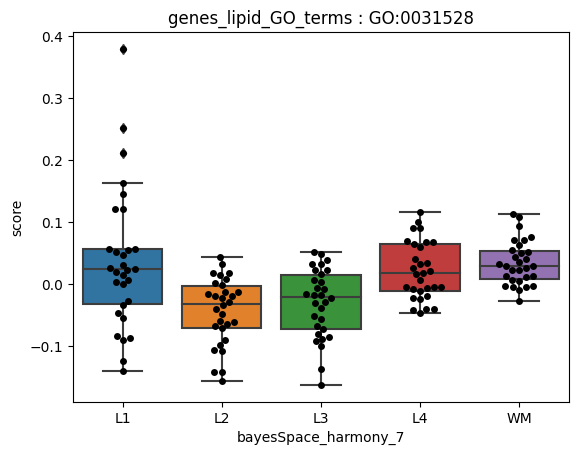 genes_lipid_GO_terms : GO:0031528
0.4
0.3
0.2
0.1
0.0
−0.1
score
L1 L2 L3 L4 WM
bayesSpace_harmony_7